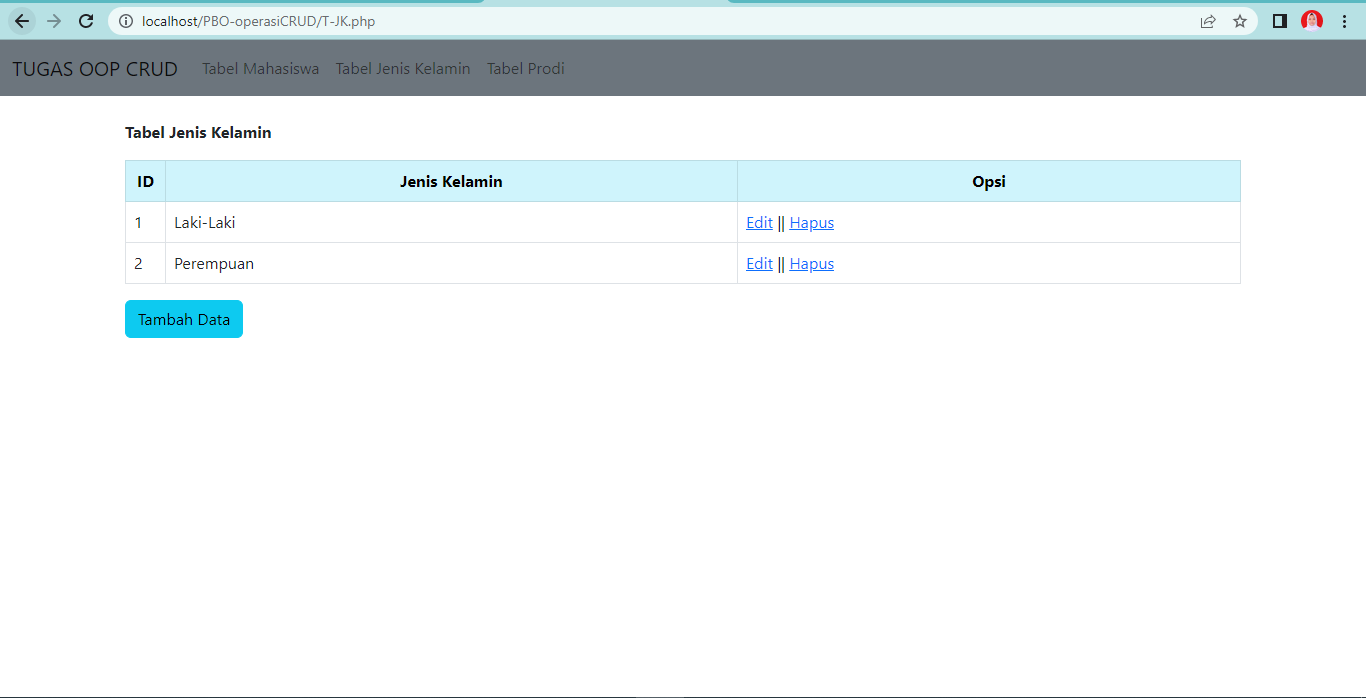 localhost/PBO-operasiCRUD/T-JK.php
TUGAS OOP CRUD Tabel Mahasiswa Tabel Jenis Kelamin Tabel Prodi
Tabel Jenis Kelamin
ID Jenis Kelamin Opsi
1 Laki-Laki Edit || Hapus
2 Perempuan Edit || Hapus
Tambah Data